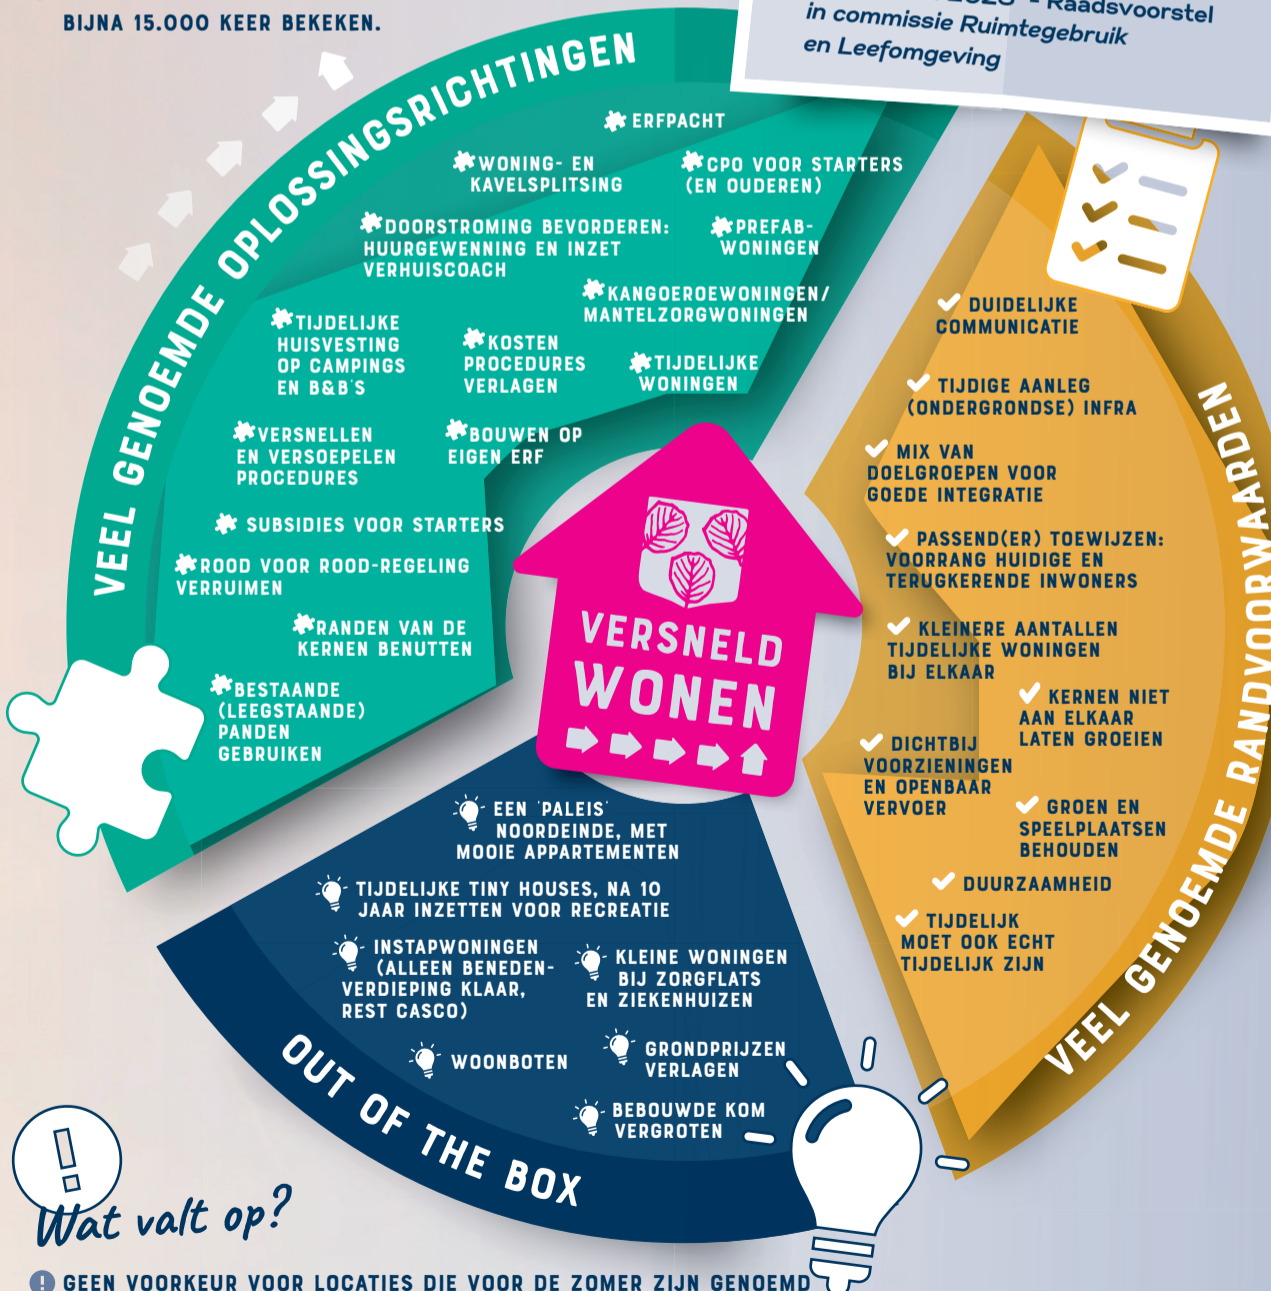 BIJNA 15.000 KEER BEKEKEN.
- Raadsvoorstel
in commissie Ruimtegebruik
en Leefomgeving
VEEL GENOEMDE OPLOSSINGSRICHTINGEN
ERFPACHT
WONING- EN
KAVELSPLITSING
CPO VOOR STARTERS
(EN OUDEREN)
DOORSTROMING BEVORDEREN:
HUURGEWENNING EN INZET
VERHUISCOACH
PREFAB-
WONINGEN
KANGOEROEWONINGEN/
MANTELZORGWONINGEN
TIJDELIJKE
HUISVESTING
OP CAMPINGS
EN B&B'S
KOSTEN
PROCEDURES
VERLAGEN
TIJDELIJKE
WONINGEN
VERSNELLEN
EN VERSOEPELEN
PROCEDURES
BOUWEN OP
EIGEN ERF
SUBSIDIES VOOR STARTERS
ROOD VOOR ROOD-REGELING
VERRUIMEN
RANDEN VAN DE
KERNEN BENUTTEN
BESTAANDE
(LEEGSTAANDE)
PANDEN
GEBRUIKEN
VERSNELD
WONEN
VEEL GENOEMDE RANDVOORWAARDEN
DUIDELIJKE
COMMUNICATIE
TIJDIGE AANLEG
(ONDERGRONDSE) INFRA
MIX VAN
DOELGROEPEN VOOR
GOEDE INTEGRATIE
PASSEND(ER) TOEWIJZEN:
VOORRANG HUIDIGE EN
TERUGKERENDE INWONERS
KLEINERE AANTALLEN
TIJDELIJKE WONINGEN
BIJ ELKAAR
KERNEN NIET
AAN ELKAAR
LATEN GROEIEN
DICHTBIJ
VOORZIENINGEN
EN OPENBAAR
VERVOER
GROEN EN
SPEELPLAATSEN
BEHOUDEN
DUURZAAMHEID
TIJDELIJK
MOET OOK ECHT
TIJDELIJK ZIJN
EEN 'PALEIS'
NOORDEINDE, MET
MOOIE APPARTEMENTEN
TIJDELIJKE TINY HOUSES, NA 10
JAAR INZETTEN VOOR RECREATIE
INSTAPWONINGEN
(ALLEEN BENEDEN-
VERDIEPING KLAAR,
REST CASCO)
KLEINE WONINGEN
BIJ ZORGFLATS
EN ZIEKENHUIZEN
WOONBOTEN
GRONDPRIJZEN
VERLAGEN
BEBOUWDE KOM
VERGROTEN
OUT OF THE BOX
Wat valt op?
GEEN VOORKEUR VOOR LOCATIES DIE VOOR DE ZOMER ZIJN GENOEMD